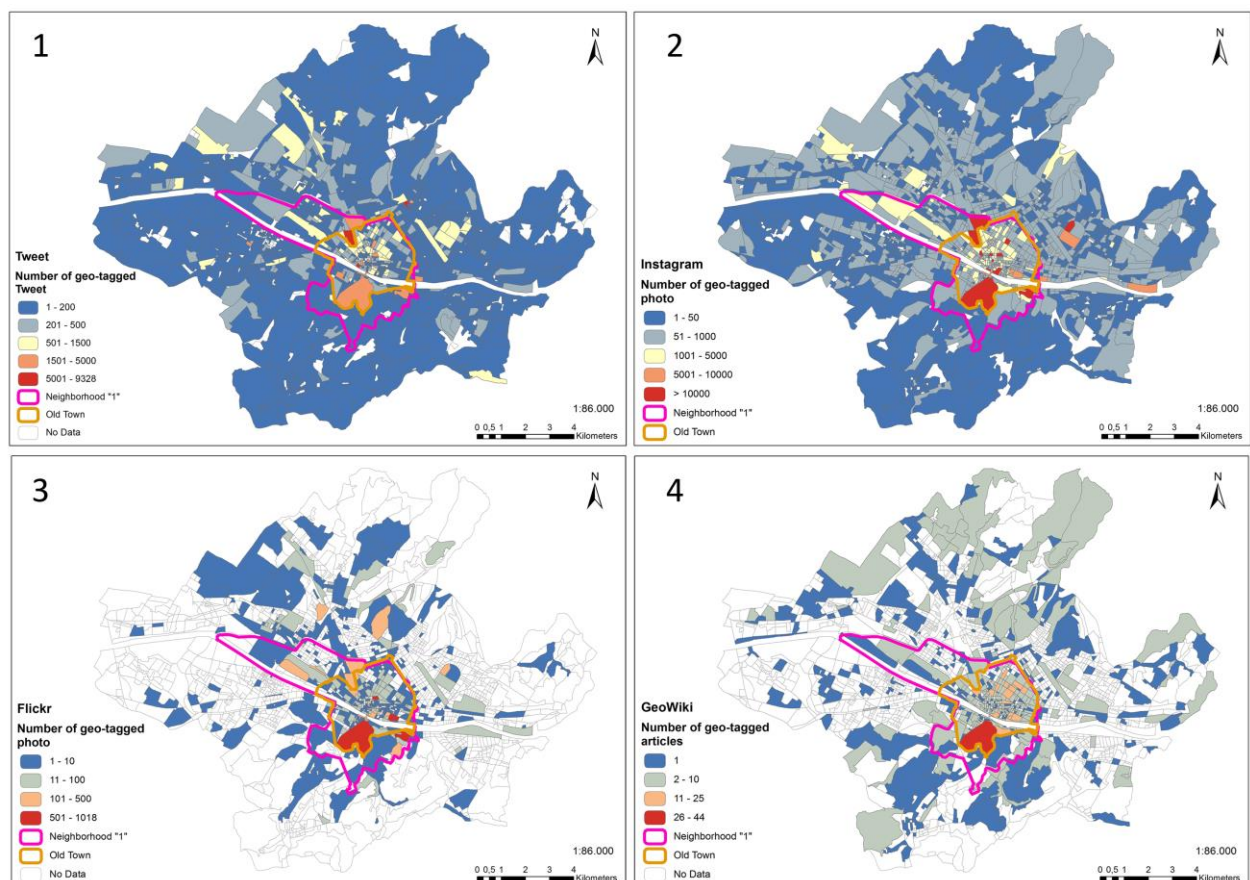 1
N
Tweet
Number of geo-tagged
Tweet
1 - 200
201 - 500
501 - 1500
1501 - 5000
5001 - 9328
Neighborhood "1"
Old Town
No Data
1:86.000
0 0,5 1 2 3 4
Kilometers
2
N
Instagram
Number of geo-tagged
photo
1 - 50
51 - 1000
1001 - 5000
5001 - 10000
> 10000
Neighborhood "1"
Old Town
No Data
1:86.000
0 0,5 1 2 3 4
Kilometers
3
N
Flickr
Number of geo-tagged
photo
1 - 10
11 - 100
101 - 500
501 - 1018
Neighborhood "1"
Old Town
No Data
1:86.000
0 0,5 1 2 3 4
Kilometers
4
N
GeoWiki
Number of geo-tagged
articles
1
2 - 10
11 - 25
26 - 44
Neighborhood "1"
Old Town
No Data
1:86.000
0 0,5 1 2 3 4
Kilometers